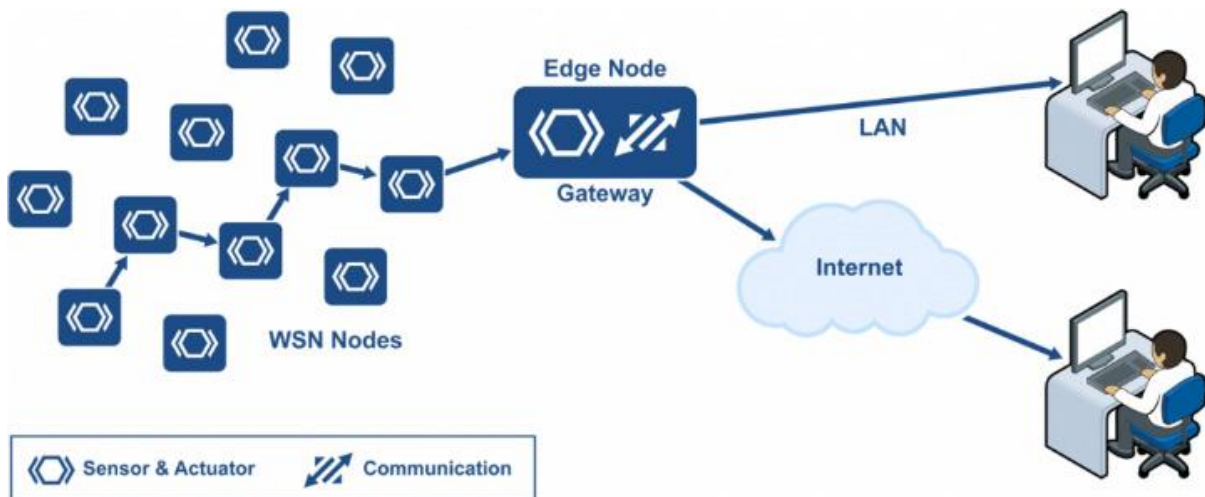 Edge Node
Gateway
LAN
Internet
WSN Nodes
Sensor & Actuator
Communication